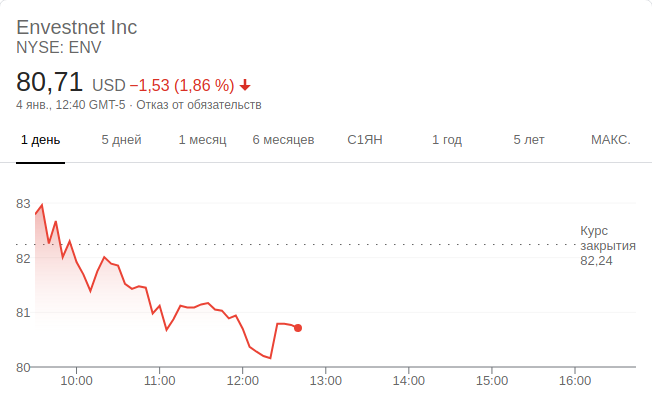 Envestnet Inc
NYSE: ENV
80,71 USD −1,53 (1,86 %)
4 янв., 12:40 GMT-5 · Отказ от обязательств
1 день 5 дней 1 месяц 6 месяцев С1ЯН 1 год 5 лет МАКС.
83
82
81
80
Курс
закрытия
82,24
10:00 11:00 12:00 13:00 14:00 15:00 16:00